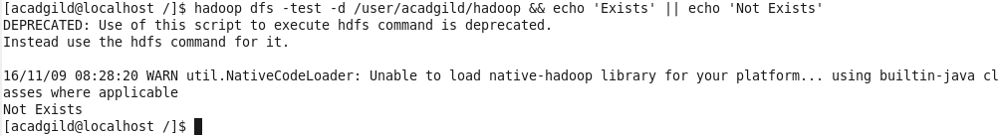 [acadgild@localhost /]$ hadoop dfs -test -d /user/acadgild/hadoop && echo 'Exists' || echo 'Not Exists'
DEPRECATED: Use of this script to execute hdfs command is deprecated.
Instead use the hdfs command for it.
16/11/09 08:28:20 WARN util.NativeCodeLoader: Unable to load native-hadoop library for your platform... using builtin-java cl
asses where applicable
Not Exists
[acadgild@localhost /]$